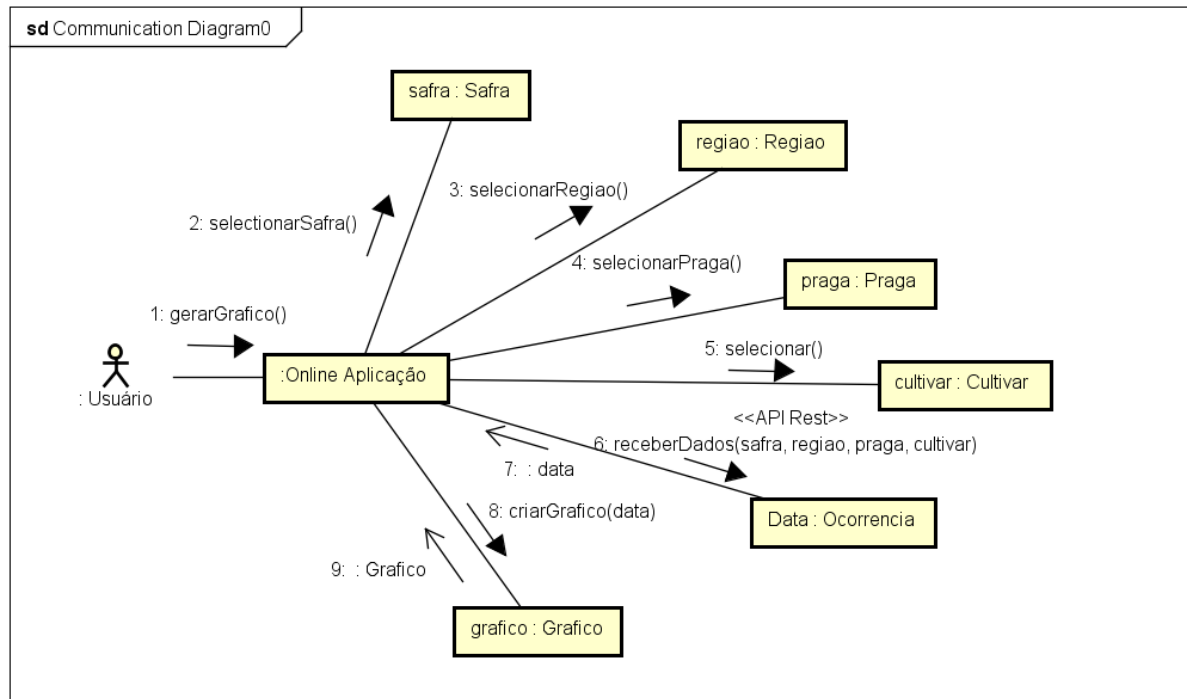 sd Communication Diagram0
safra : Safra
regiao : Regiao
3: selecionarRegiao()
2: selectionarSafra()
4: selecionarPraga()
praga : Praga
1: gerarGrafico()
5: selecionar()
:Online Aplicação
cultivar : Cultivar
: Usuário
<<API Rest>>
6: receberDados(safra, regiao, praga, cultivar)
7: : data
8: criarGrafico(data)
Data : Ocorrencia
9: : Grafico
grafico : Grafico